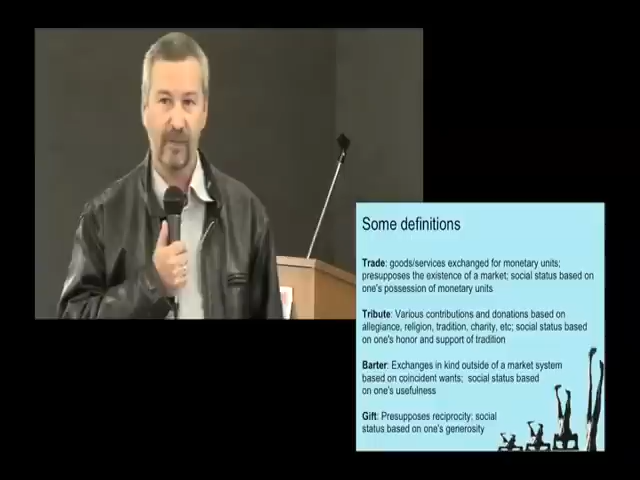 Some definitions
Trade: goods/services exchanged for monetary units;
presupposes the existence of a market; social status based on
one's possession of monetary units
Tribute: Various contributions and donations based on
allegiance, religion, tradition, charity, etc; social status based
on one's honor and support of tradition
Barter: Exchanges in kind outside of a market system
based on coincident wants;  social status based
on one's usefulness
Gift: Presupposes reciprocity; social
status based on one's generosity